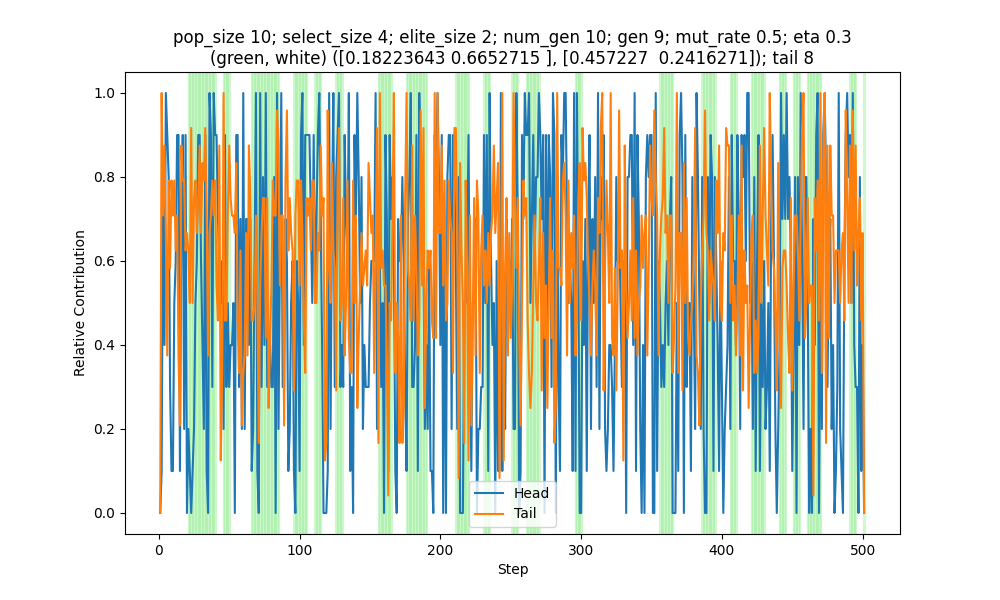 pop_size 10; select_size 4; elite_size 2; num_gen 10; gen 9; mut_rate 0.5; eta 0.3
(green, white) ([0.18223643 0.6652715 ], [0.457227  0.2416271]); tail 8
1.0
0.8
0.6
0.4
0.2
0.0
Relative Contribution
Head
Tail
0
100
200
300
400
500
Step